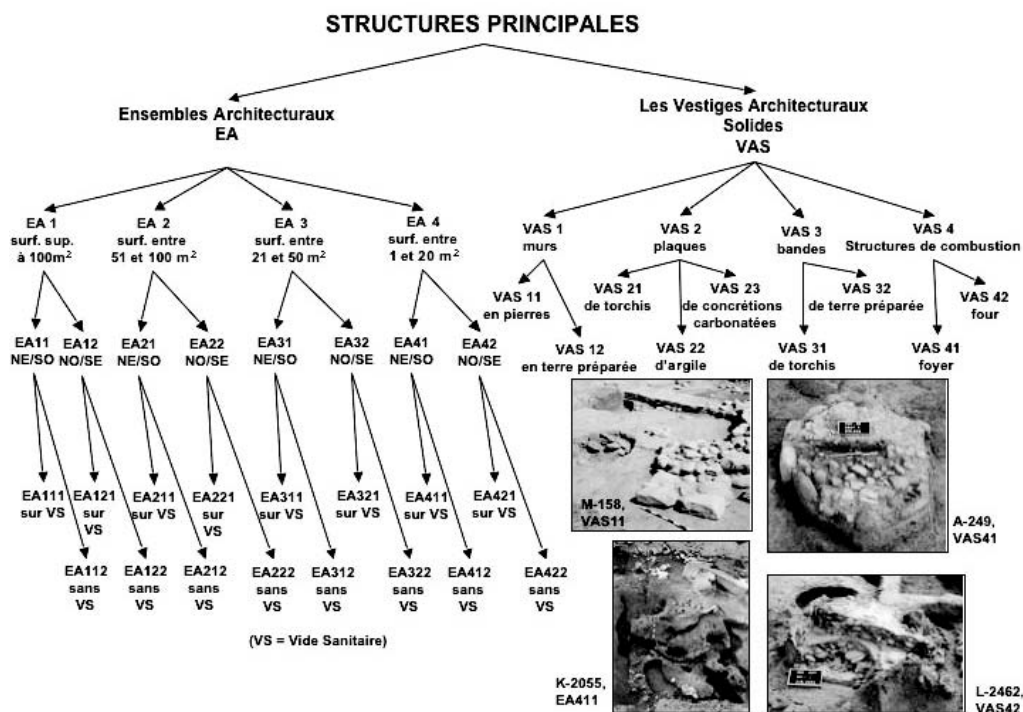 STRUCTURES PRINCIPALES
Ensembles Architecturaux
EA
Les Vestiges Architecturaux
Solides
VAS
EA 1
surf. sup.
à 100m²
EA 2
surf. entre
51 et 100 m²
EA 3
surf. entre
21 et 50 m²
EA 4
surf. entre
1 et 20 m²
VAS 1
murs
VAS 2
plaques
VAS 3
bandes
VAS 4
Structures de combustion
VAS 11
en pierres
VAS 21
de torchis
VAS 23
de concrétions
carbonatées
VAS 32
de terre préparée
VAS 42
four
EA11
NE/SO
EA12
NO/SE
EA21
NE/SO
EA22
NO/SE
EA31
NE/SO
EA32
NO/SE
EA41
NE/SO
EA42
NO/SE
VAS 12
en terre préparée
VAS 22
d'argile
VAS 31
de torchis
VAS 41
foyer
EA111
sur VS
EA121
sur
VS
EA211
sur VS
EA221
sur
VS
EA311
sur VS
EA321
sur VS
EA411
sur VS
EA421
sur VS
M-158,
VAS11
A-249,
VAS41
EA112
sans
VS
EA122
sans
VS
EA212
sans
VS
EA222
sans
VS
EA312
sans
VS
EA322
sans
VS
EA412
sans
VS
EA422
sans
VS
(VS = Vide Sanitaire)
K-2055,
EA411
L-2462,
VAS42